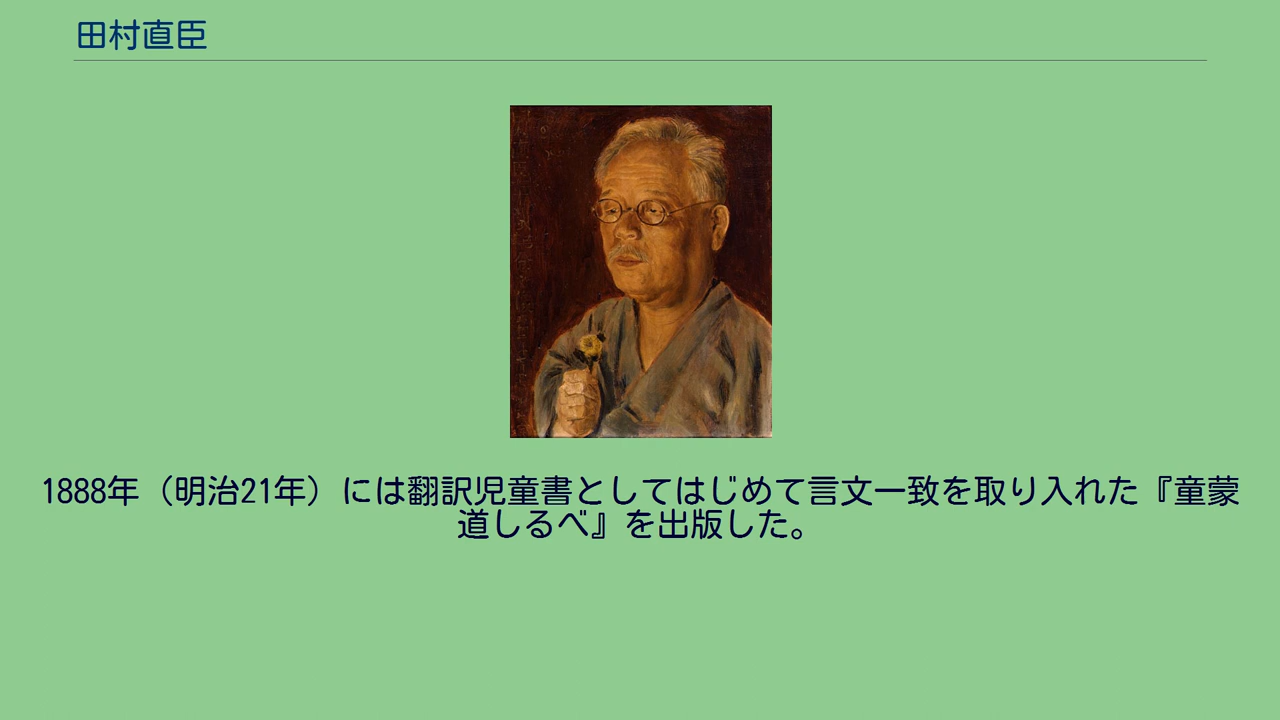 田村直臣
1888年（明治21年）には翻訳児童書としてはじめて言文一致を取り入れた『童蒙
道しるべ』を出版した。